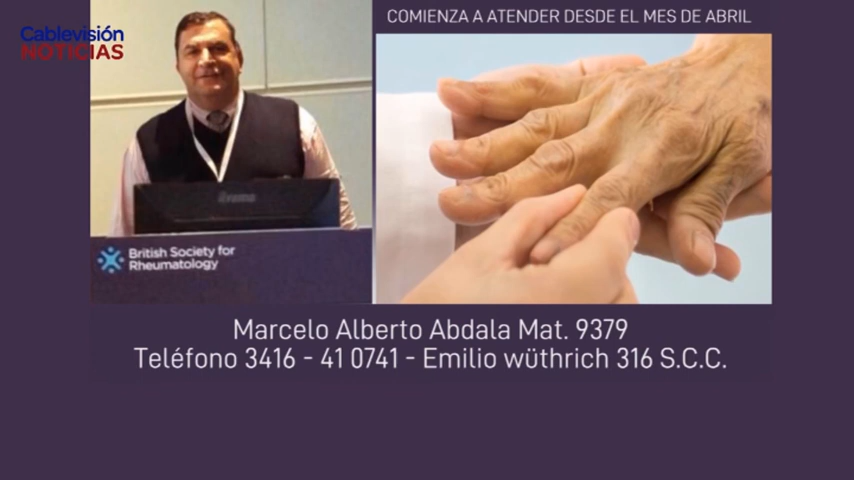 Cablevisión
NOTICIAS
COMIENZA A ATENDER DESDE EL MES DE ABRIL
iiyama
British Society for
Rheumatology
Marcelo Alberto Abdala Mat. 9379
Teléfono 3416 - 41 0741 - Emilio wüthrich 316 S.C.C.